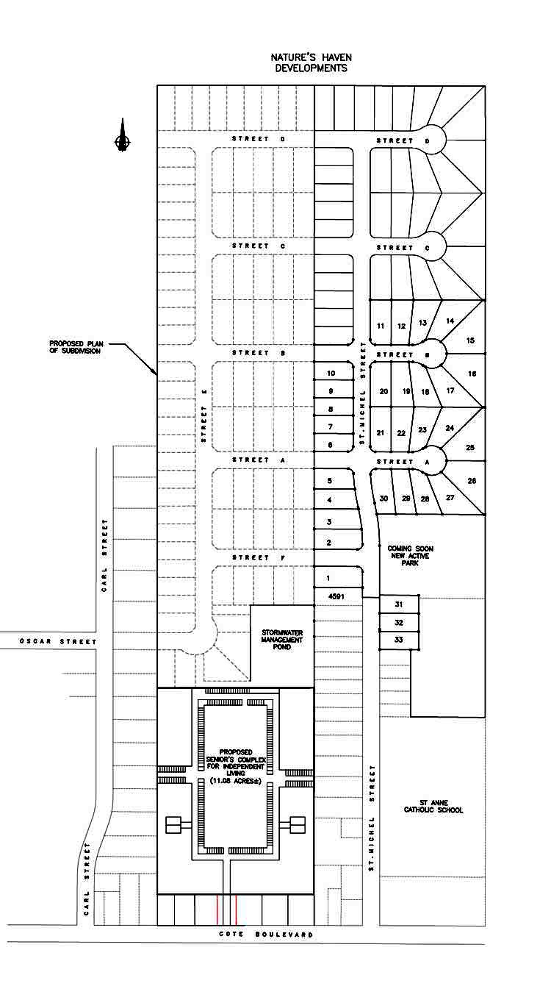 NATURE'S HAVEN
DEVELOPMENTS
STREET D
STREET D
STREET C
STREET C
11
12
13
14
15
PROPOSED PLAN
OF SUBDIVISION
STREET B
STREET B
ST. MICHEL STREET
STREET E
10
9
8
7
6
20
19
18
17
16
21
22
23
24
25
STREET A
STREET A
5
4
3
2
30
29
28
27
26
CARL STREET
STREET F
COMING SOON
NEW ACTIVE
PARK
1
4591
31
32
33
OSCAR STREET
STORMWATER
MANAGEMENT
POND
PROPOSED
SENIOR'S COMPLEX
FOR INDEPENDENT
LIVING
(11.08 ACRES±)
ST. MICHEL STREET
ST ANNE
CATHOLIC SCHOOL
CARL STREET
COTE BOULEVARD